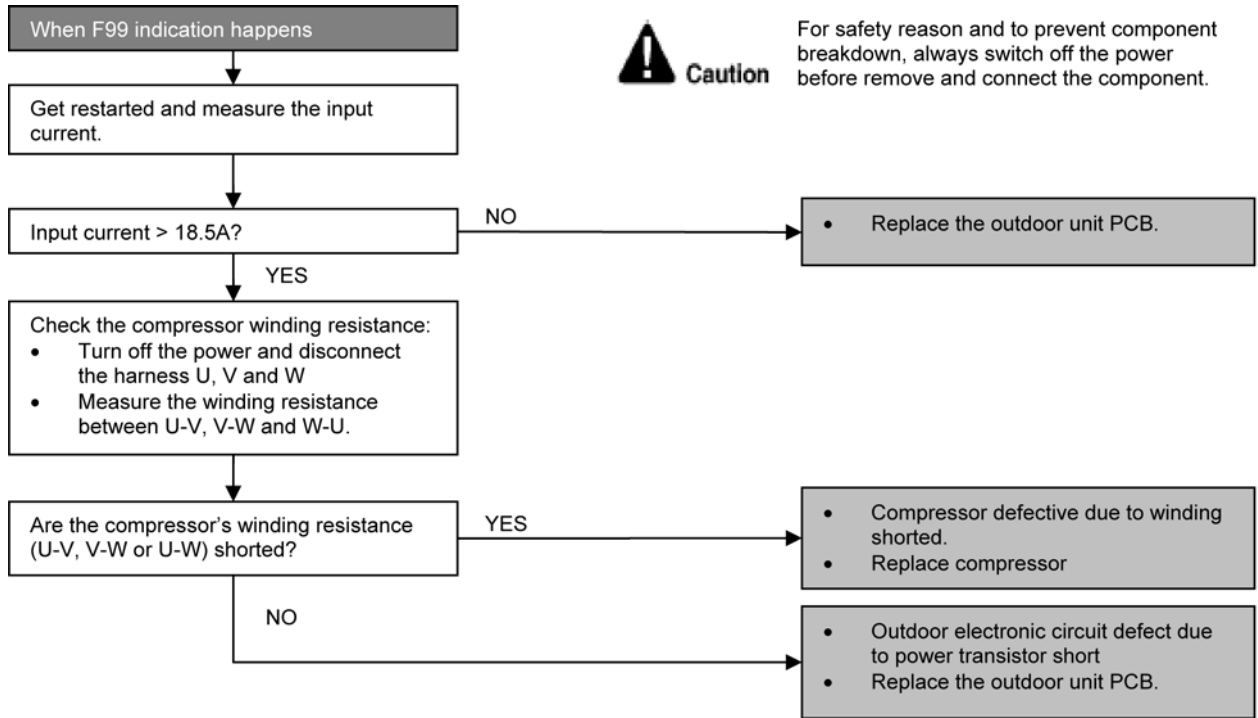 When F99 indication happens
Caution
For safety reason and to prevent component
breakdown, always switch off the power
before remove and connect the component.
Get restarted and measure the input
current.
Input current > 18.5A?
NO
• Replace the outdoor unit PCB.
YES
Check the compressor winding resistance:
• Turn off the power and disconnect
the harness U, V and W
• Measure the winding resistance
between U-V, V-W and W-U.
Are the compressor's winding resistance
(U-V, V-W or U-W) shorted?
YES
• Compressor defective due to winding
shorted.
• Replace compressor
NO
• Outdoor electronic circuit defect due
to power transistor short
• Replace the outdoor unit PCB.